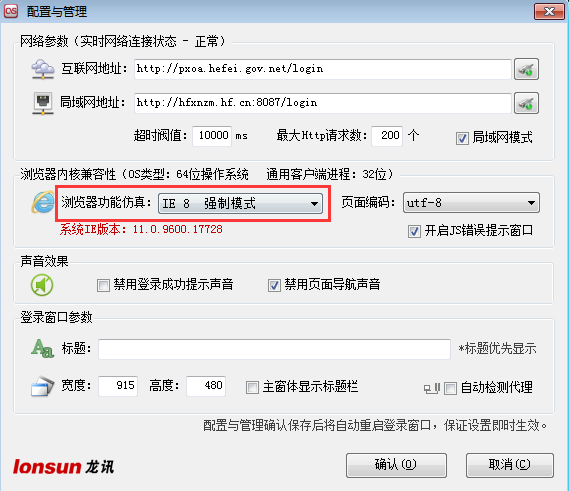 配置与管理
网络参数（实时网络连接状态 - 正常）
互联网地址： http://pxoa.hefei.gov.net/login
局域网地址： http://hfxnzm.hf.cn:8087/login
超时阀值： 10000 ms 最大Http请求数： 200 个 局域网模式
浏览器内核兼容性（OS类型：64位操作系统 通用客户端进程：32位）
浏览器功能仿真： IE 8 强制模式 页面编码： utf-8
系统IE版本：11.0.9600.17728 开启JS错误提示窗口
声音效果
禁用登录成功提示声音 禁用页面导航声音
登录窗口参数
标题： *标题优先显示
宽度： 915 高度： 480 主窗体显示标题栏 自动检测代理
配置与管理确认保存后将自动重启登录窗口，保证设置即时生效。
lonsun 龙讯 确认(O) 取消(C)